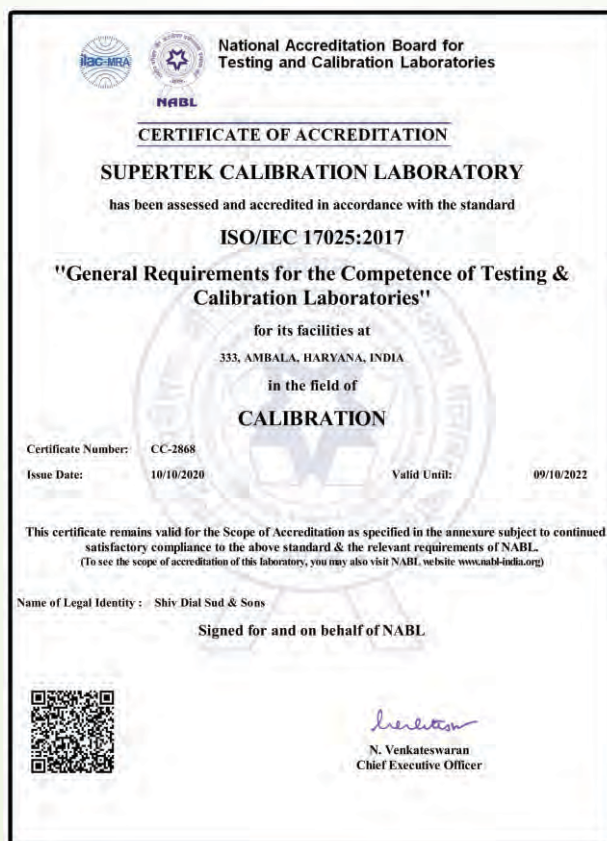 ilac-MRA
NABL
National Accreditation Board for
Testing and Calibration Laboratories
CERTIFICATE OF ACCREDITATION
SUPERTEK CALIBRATION LABORATORY
has been assessed and accredited in accordance with the standard
ISO/IEC 17025:2017
"General Requirements for the Competence of Testing &
Calibration Laboratories"
for its facilities at
333, AMBALA, HARYANA, INDIA
in the field of
CALIBRATION
Certificate Number: CC-2868
Issue Date: 10/10/2020 Valid Until: 09/10/2022
This certificate remains valid for the Scope of Accreditation as specified in the annexure subject to continued
satisfactory compliance to the above standard & the relevant requirements of NABL.
(To see the scope of accreditation of this laboratory, you may also visit NABL website www.nabl-india.org)
Name of Legal Identity : Shiv Dial Sud & Sons
Signed for and on behalf of NABL
N. Venkateswaran
Chief Executive Officer